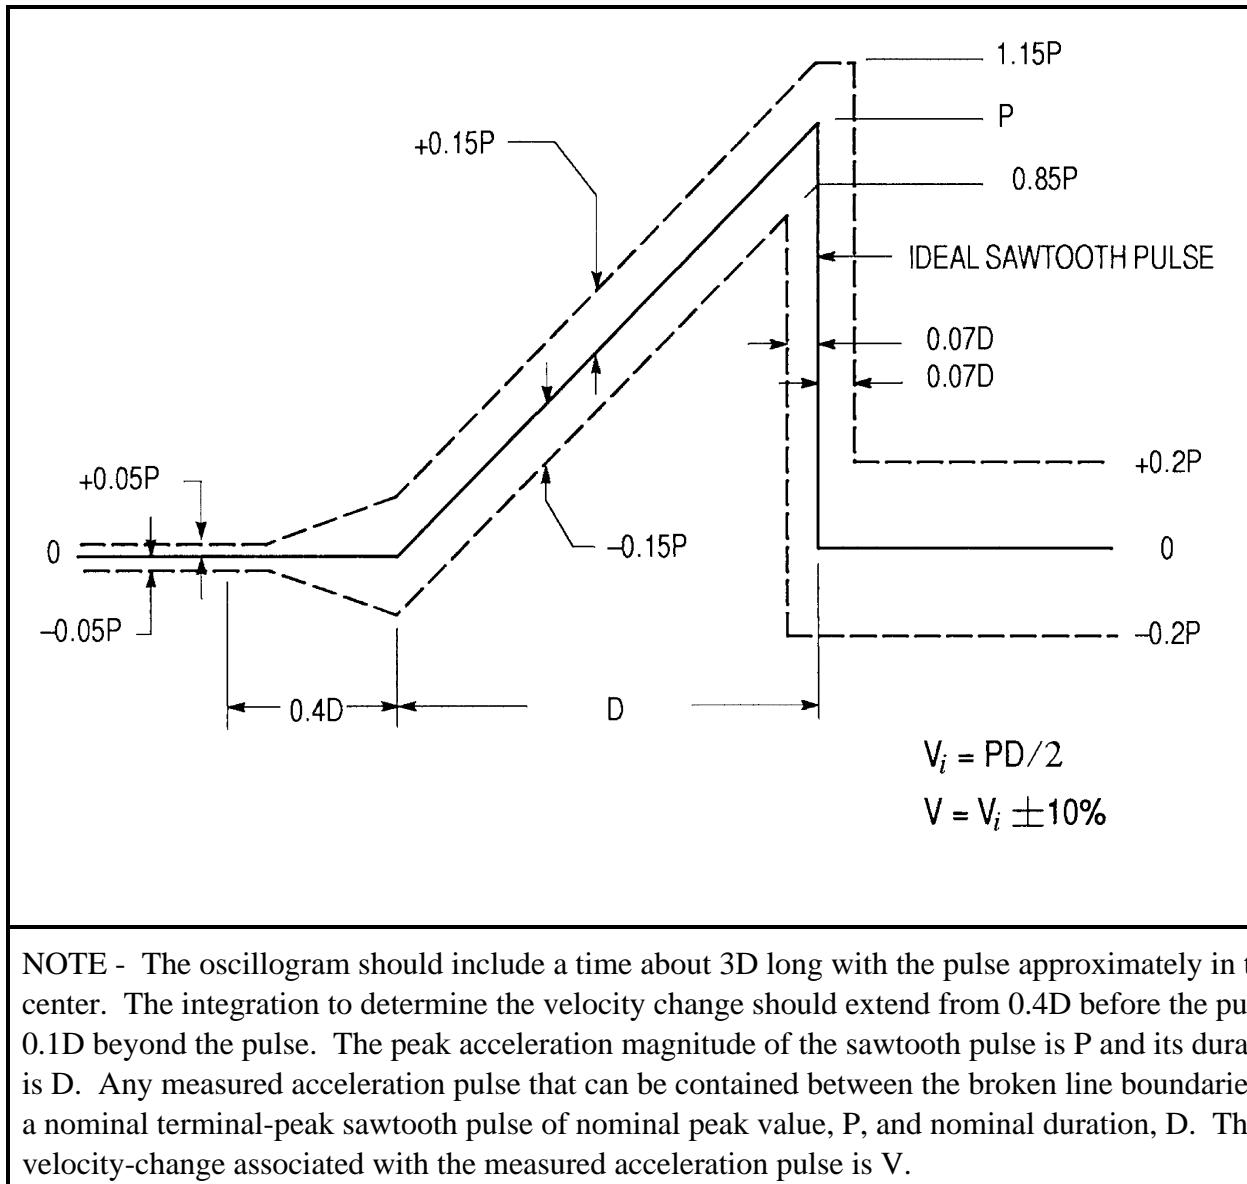 1.15P
P
+0.15P
0.85P
IDEAL SAWTOOTH PULSE
0.07D
0.07D
+0.2P
+0.05P
0
–0.15P
0
–0.05P
–0.2P
0.4D
D
Vi = PD/2
V = Vi ±10%
NOTE - The oscillogram should include a time about 3D long with the pulse approximately in
center. The integration to determine the velocity change should extend from 0.4D before the
0.1D beyond the pulse. The peak acceleration magnitude of the sawtooth pulse is P and its
is D. Any measured acceleration pulse that can be contained between the broken line
a nominal terminal-peak sawtooth pulse of nominal peak value, P, and nominal duration, D.
velocity-change associated with the measured acceleration pulse is V.